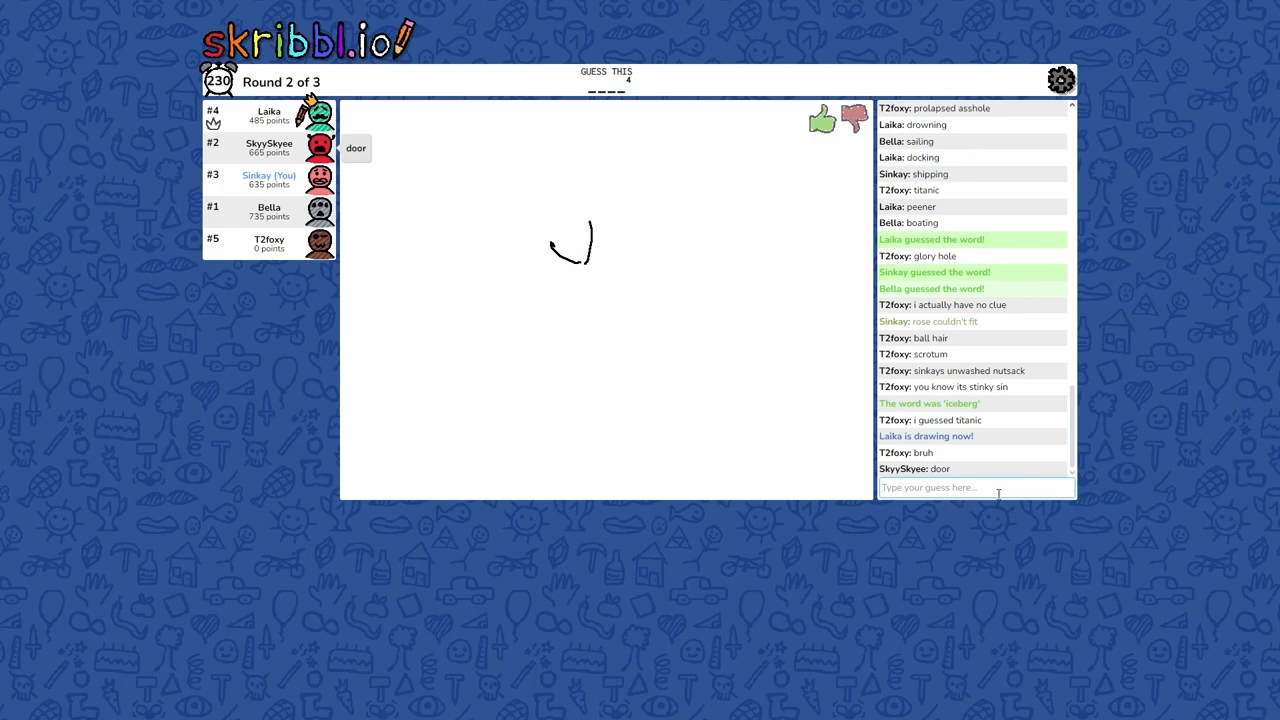 skribbl.io
230
Round 2 of 3
GUESS THIS
4
____
#4
Laika
485 points
#2
SkyySkyee
665 points
#3
Sinkay (You)
635 points
#1
Bella
735 points
#5
T2foxy
0 points
door
T2foxy: prolapsed asshole
Laika: drowning
Bella: sailing
Laika: docking
Sinkay: shipping
T2foxy: titanic
Laika: peener
Bella: boating
Laika guessed the word!
T2foxy: glory hole
Sinkay guessed the word!
Bella guessed the word!
T2foxy: i actually have no clue
Sinkay: rose couldn't fit
T2foxy: ball hair
T2foxy: scrotum
T2foxy: sinkays unwashed nutsack
T2foxy: you know its stinky sin
The word was 'iceberg'
T2foxy: i guessed titanic
Laika is drawing now!
T2foxy: bruh
SkyySkyee: door
Type your guess here...